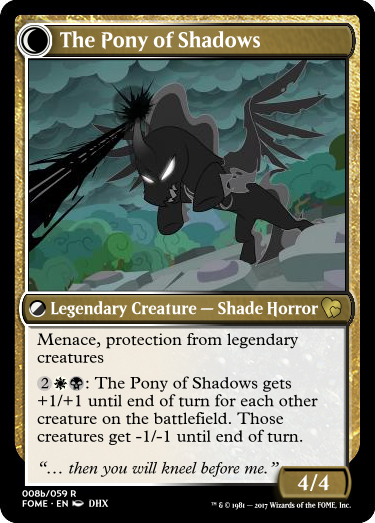 The Pony of Shadows
Legendary Creature — Shade Horror
Menace, protection from legendary
creatures
2: The Pony of Shadows gets
+1/+1 until end of turn for each other
creature on the battlefield. Those
creatures get -1/-1 until end of turn.
“… then you will kneel before me.”
4/4
008b/059 R
FOME • EN DHX
™ & © 1981 — 2017 Wizards of the FOME, Inc.